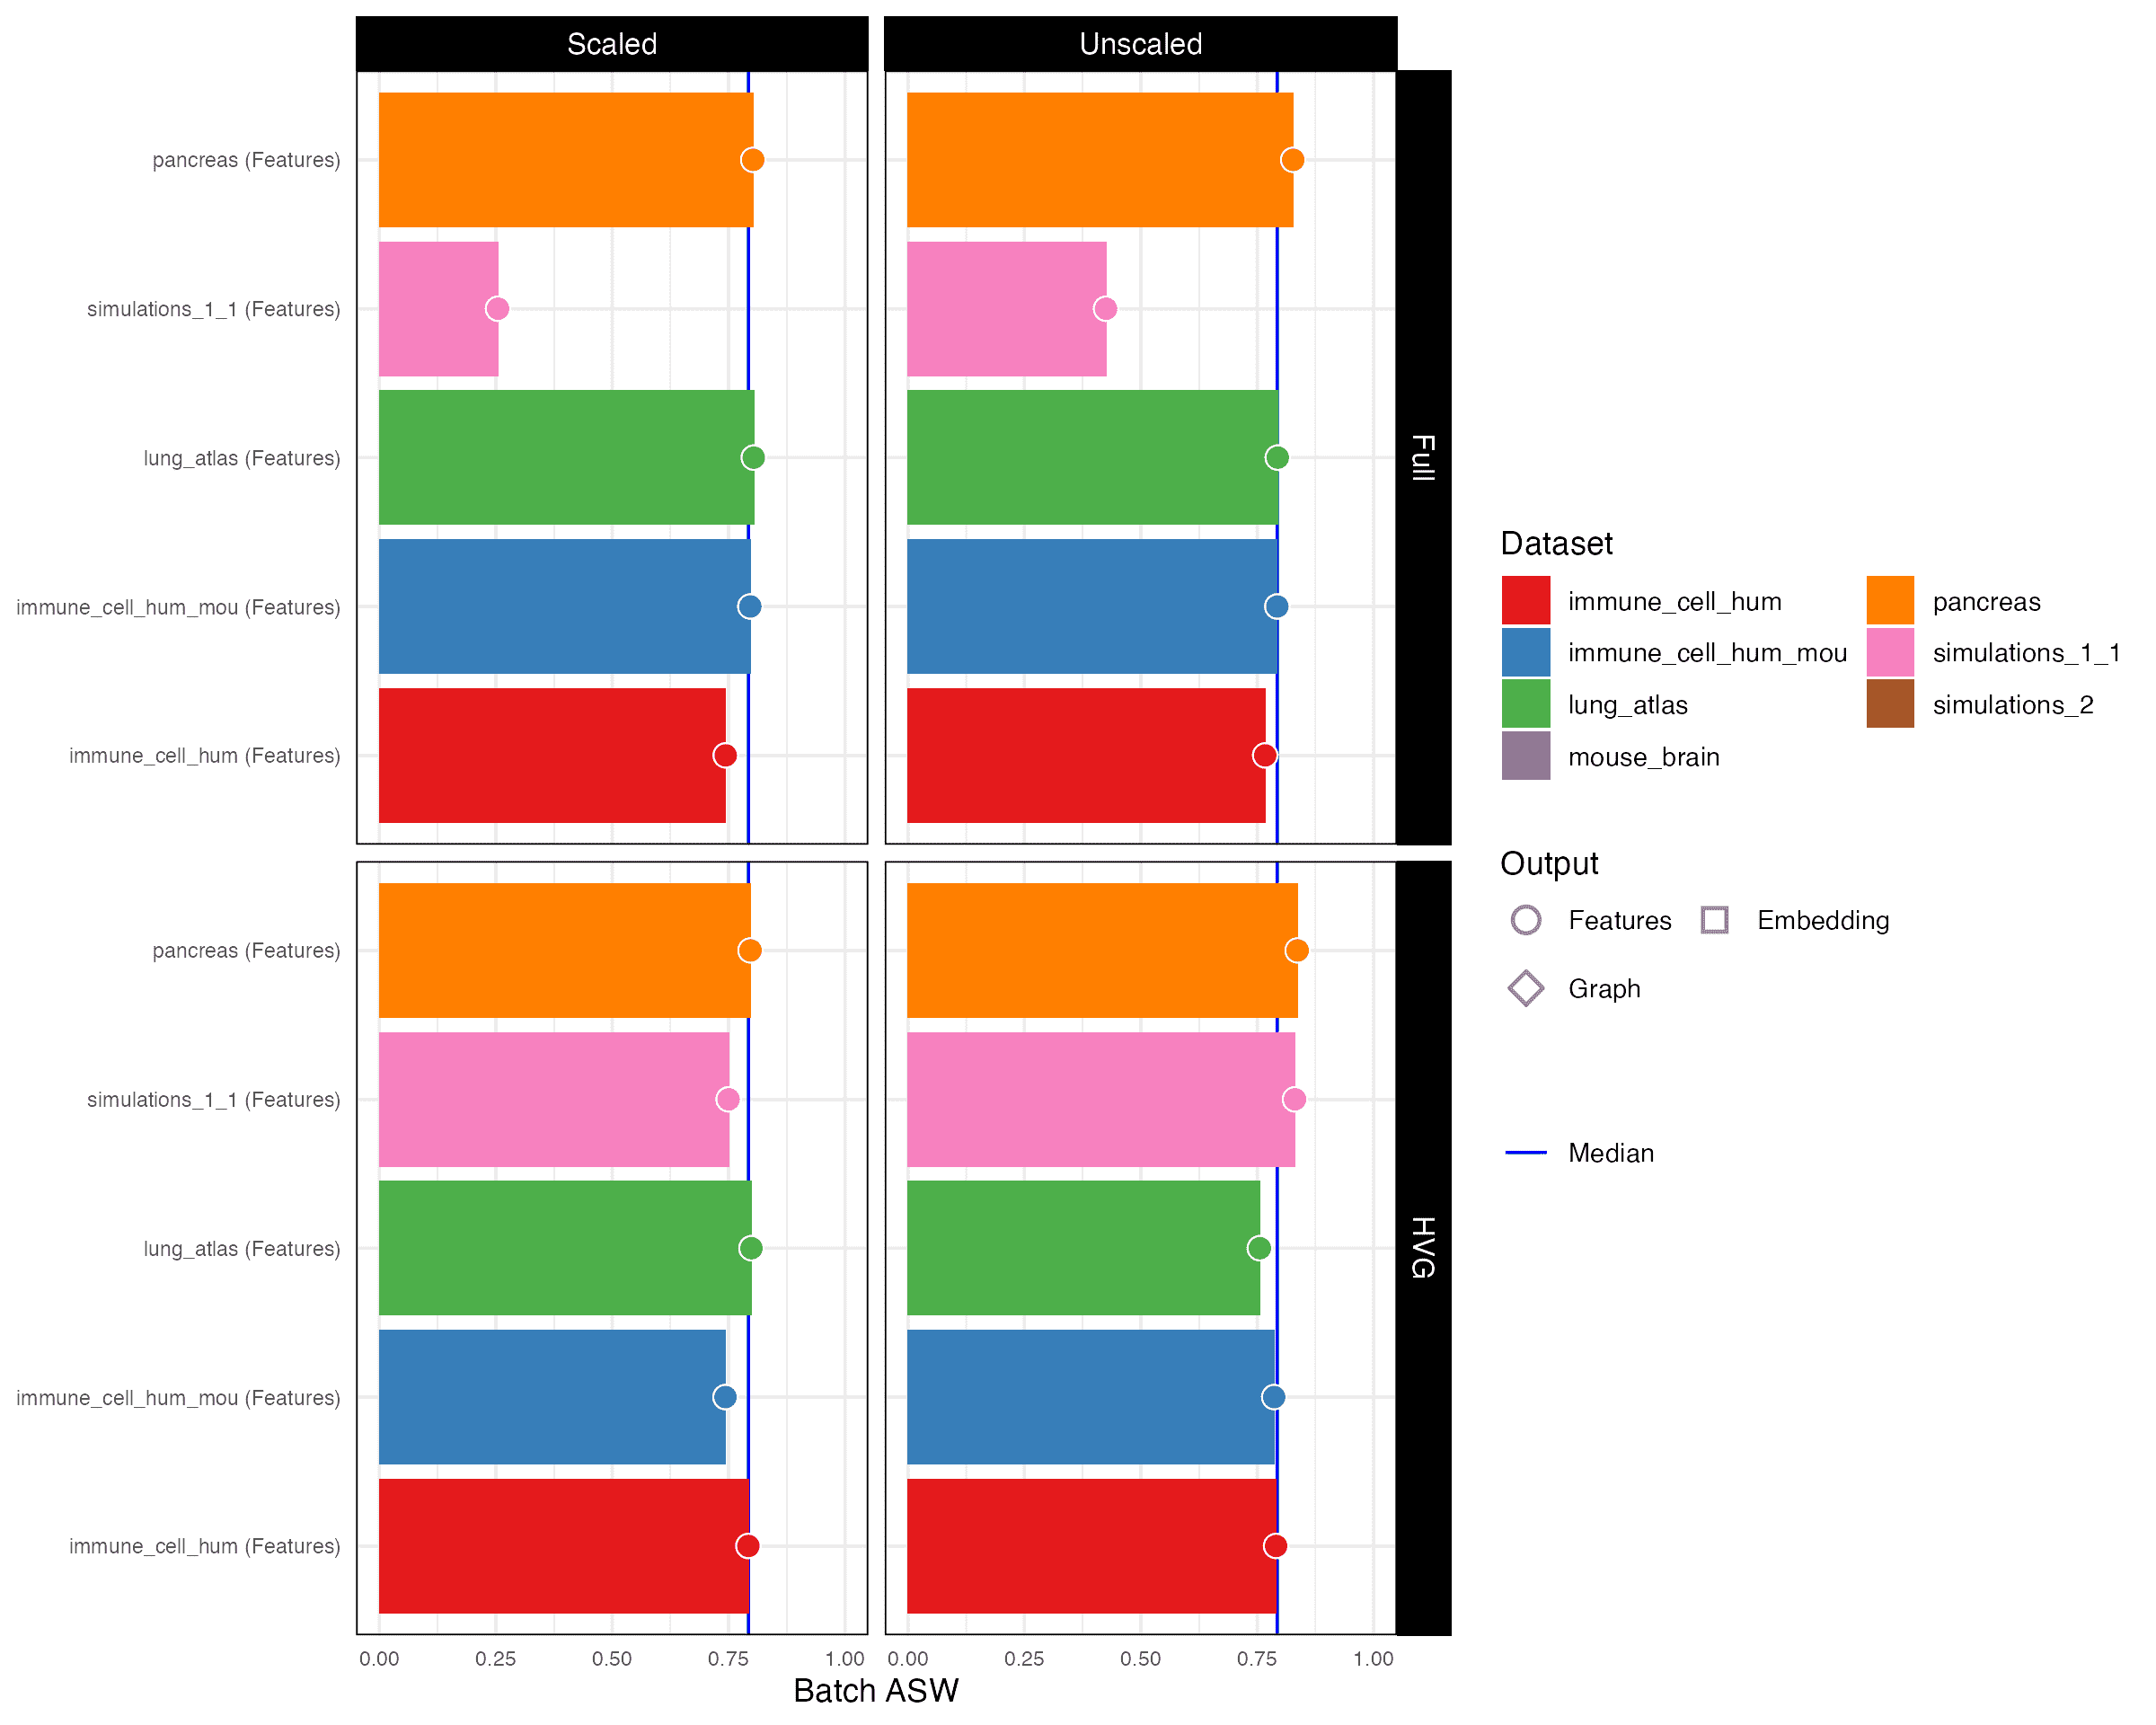 Scaled
Unscaled
pancreas (Features)
simulations_1_1 (Features)
lung_atlas (Features)
immune_cell_hum_mou (Features)
immune_cell_hum (Features)
Full
pancreas (Features)
simulations_1_1 (Features)
lung_atlas (Features)
immune_cell_hum_mou (Features)
immune_cell_hum (Features)
HVG
0.00 0.25 0.50 0.75 1.00
0.00 0.25 0.50 0.75 1.00
Batch ASW
Dataset
immune_cell_hum
immune_cell_hum_mou
lung_atlas
mouse_brain
pancreas
simulations_1_1
simulations_2
Output
Features
Embedding
Graph
Median